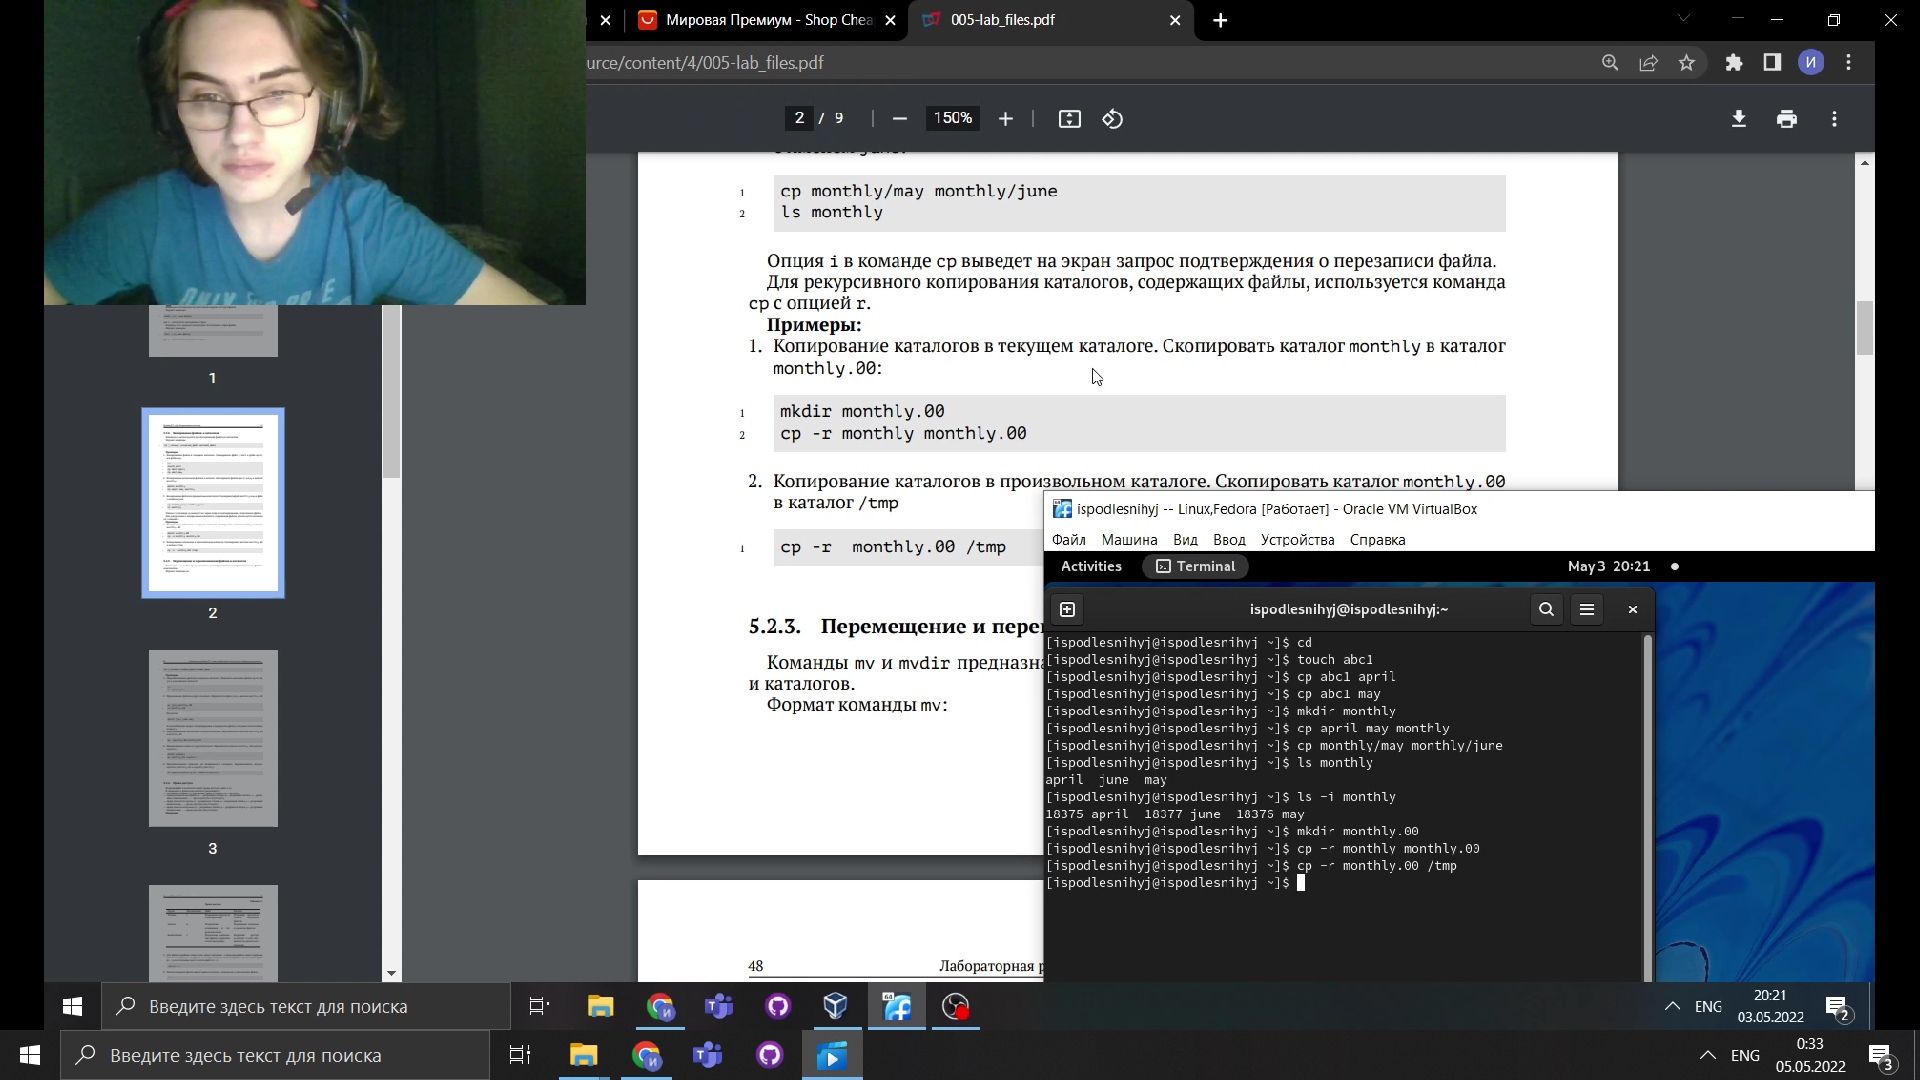 Мировая Премиум - Shop Chea
005-lab_files.pdf
urce/content/4/005-lab_files.pdf
И
2 / 9
150%
1 cp monthly/may monthly/june
2 ls monthly
Опция i в команде cp выведет на экран запрос подтверждения о перезаписи файла.
Для рекурсивного копирования каталогов, содержащих файлы, используется команда
cp с опцией r.
Примеры:
1. Копирование каталогов в текущем каталоге. Скопировать каталог monthly в каталог
monthly.00:
1 mkdir monthly.00
2 cp -r monthly monthly.00
2. Копирование каталогов в произвольном каталоге. Скопировать каталог monthly.00
в каталог /tmp
1 cp -r monthly.00 /tmp
5.2.3. Перемещение и пере
Команды mv и mvdir предназна
и каталогов.
Формат команды mv:
48 Лабораторная р
1
2
3
ispodlesnihyj -- Linux,Fedora [Работает] - Oracle VM VirtualBox
Файл Машина Вид Ввод Устройства Справка
Activities Terminal May 3 20:21
ispodlesnihyj@ispodlesnihyj:~
[ispodlesnihyj@ispodlesnihyj ~]$ cd
[ispodlesnihyj@ispodlesnihyj ~]$ touch abc1
[ispodlesnihyj@ispodlesnihyj ~]$ cp abc1 april
[ispodlesnihyj@ispodlesnihyj ~]$ cp abc1 may
[ispodlesnihyj@ispodlesnihyj ~]$ mkdir monthly
[ispodlesnihyj@ispodlesnihyj ~]$ cp april may monthly
[ispodlesnihyj@ispodlesnihyj ~]$ cp monthly/may monthly/june
[ispodlesnihyj@ispodlesnihyj ~]$ ls monthly
april june may
[ispodlesnihyj@ispodlesnihyj ~]$ ls -i monthly
18375 april 18377 june 18376 may
[ispodlesnihyj@ispodlesnihyj ~]$ mkdir monthly.00
[ispodlesnihyj@ispodlesnihyj ~]$ cp -r monthly monthly.00
[ispodlesnihyj@ispodlesnihyj ~]$ cp -r monthly.00 /tmp
[ispodlesnihyj@ispodlesnihyj ~]$
Введите здесь текст для поиска
ENG
20:21
03.05.2022
2
Введите здесь текст для поиска
ENG
0:33
05.05.2022
3